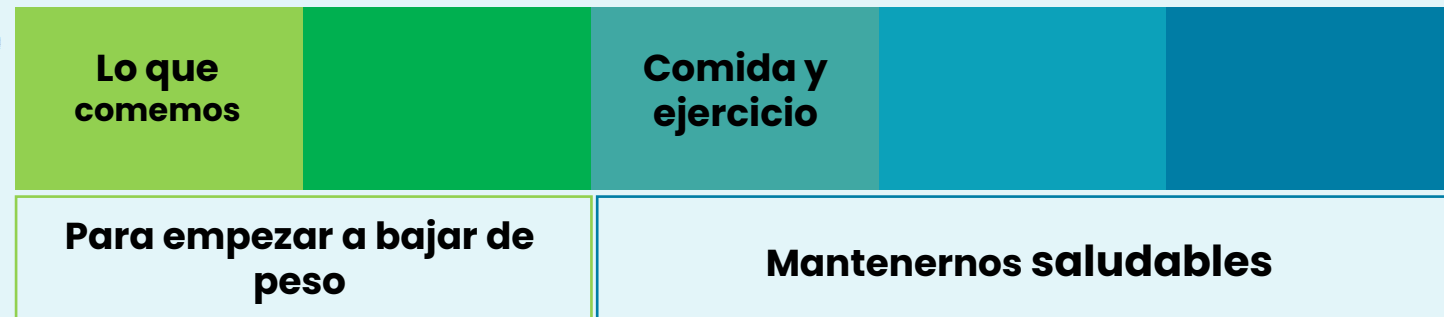 Lo que
comemos
Comida y
ejercicio
Para empezar a bajar de
peso
Mantenernos saludables